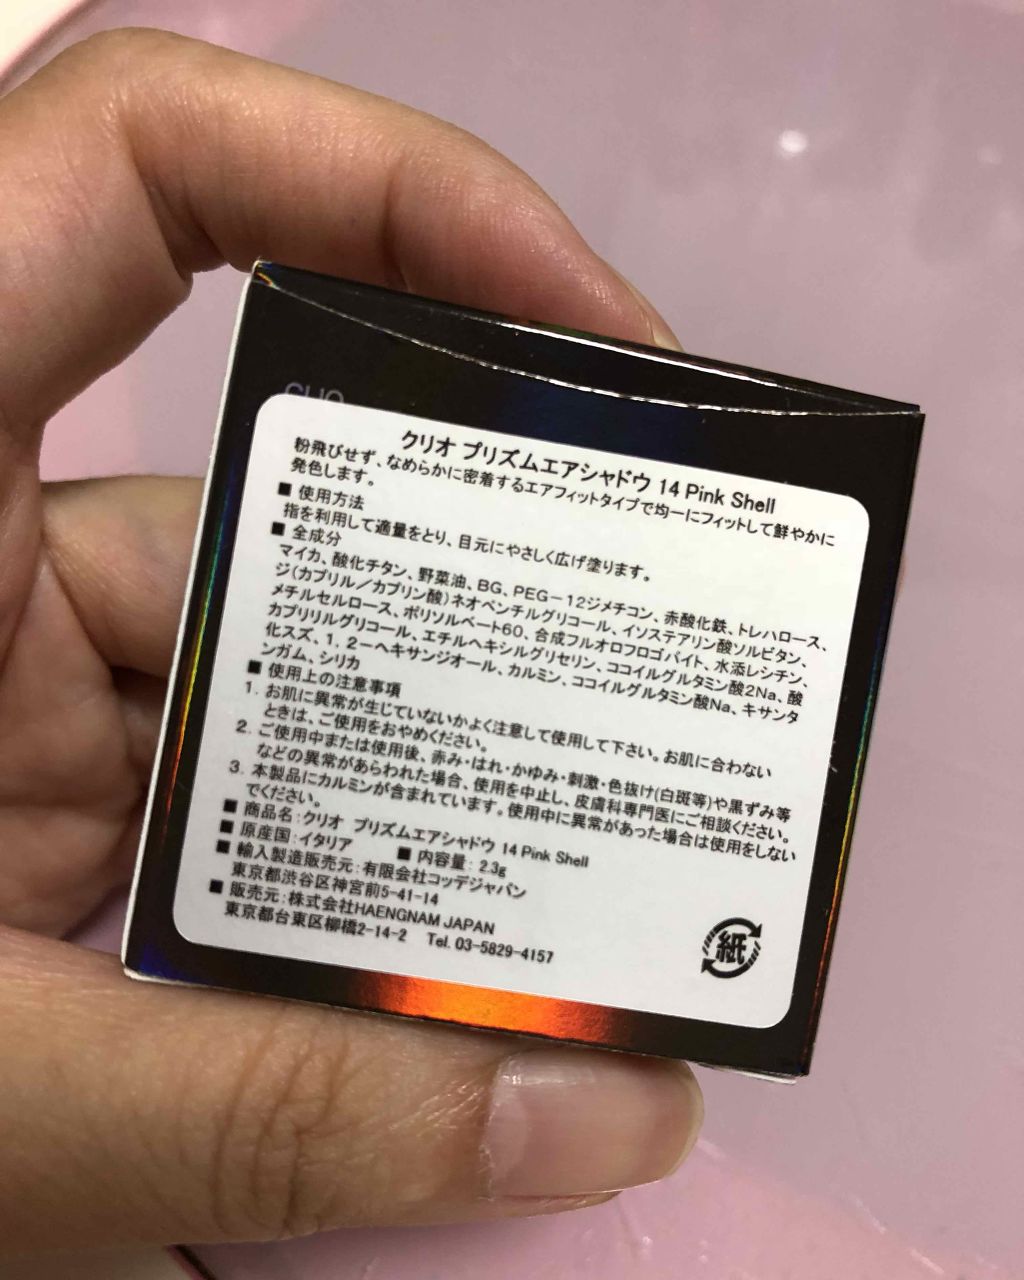 CLIO
クリオ プリズムエアシャドウ 14 Pink Shell
粉飛びせず、なめらかに密着するエアフィットタイプで均一にフィットして鮮やかに
発色します。
■ 使用方法
指を利用して適量をとり、目元にやさしく広げ塗ります。
■ 全成分
マイカ、酸化チタン、野菜油、BG、PEG－12ジメチコン、赤酸化鉄、トレハロース、
ジ(カプリル／カプリン酸)ネオペンチルグリコール、イソステアリン酸ソルビタン、
メチルセルロース、ポリソルベート60、合成フルオロフロゴパイト、水添レシチン、
カプリリルグリコール、エチルヘキシルグリセリン、ココイルグルタミン酸2Na、酸
化スズ、1，2－ヘキサンジオール、カルミン、ココイルグルタミン酸Na、キサンタ
ンガム、シリカ
■ 使用上の注意事項
1. お肌に異常が生じていないかよく注意して使用して下さい。お肌に合わない
ときは、ご使用をおやめください。
2. ご使用中または使用後、赤み・はれ・かゆみ・刺激・色抜け(白斑等)や黒ずみ等
などの異常があらわれた場合、使用を中止し、皮膚科専門医にご相談ください。
3. 本製品にカルミンが含まれています。使用中に異常があった場合は使用をしない
でください。
■ 商品名：クリオ プリズムエアシャドウ 14 Pink Shell
■ 原産国：イタリア ■ 内容量：2.3g
■ 輸入製造販売元：有限会社コッデジャパン
東京都渋谷区神宮前5-41-14
■ 販売元：株式会社HAENGNAM JAPAN
東京都台東区柳橋2-14-2 Tel. 03-5829-4157
紙